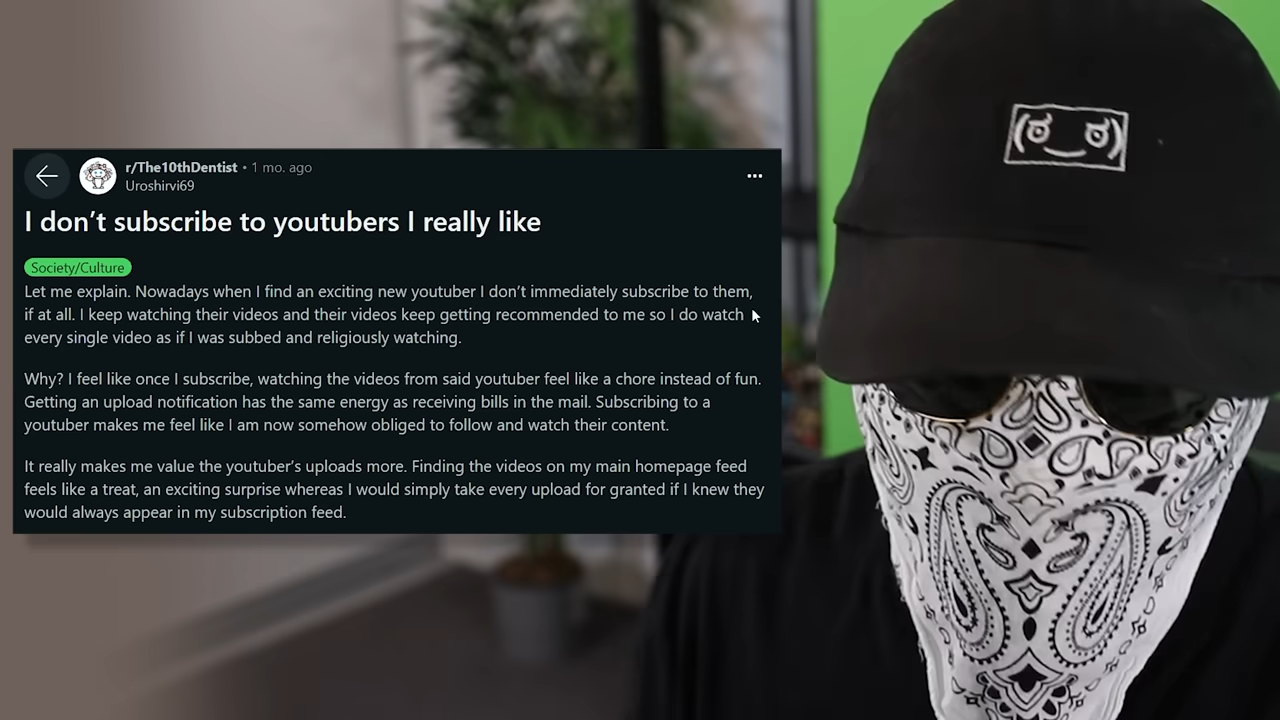 r/The10thDentist • 1 mo. ago
Uroshirvi69
I don’t subscribe to youtubers I really like
Society/Culture
Let me explain. Nowadays when I find an exciting new youtuber I don’t immediately subscribe to them,
if at all. I keep watching their videos and their videos keep getting recommended to me so I do watch
every single video as if I was subbed and religiously watching.
Why? I feel like once I subscribe, watching the videos from said youtuber feel like a chore instead of fun.
Getting an upload notification has the same energy as receiving bills in the mail. Subscribing to a
youtuber makes me feel like I am now somehow obliged to follow and watch their content.
It really makes me value the youtuber’s uploads more. Finding the videos on my main homepage feed
feels like a treat, an exciting surprise whereas I would simply take every upload for granted if I knew they
would always appear in my subscription feed.